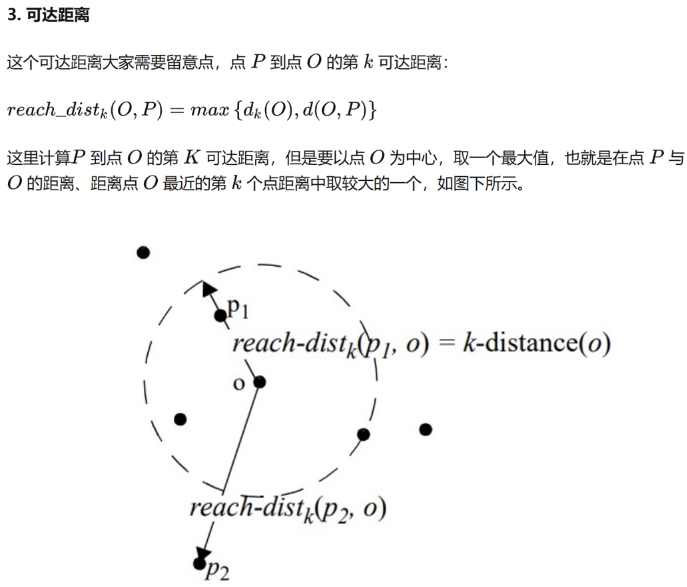 3. 可达距离
这个可达距离大家需要留意点，点 P 到点 O 的第 k 可达距离：
reach_dist_k(O, P) = max {d_k(O), d(O, P)}
这里计算P 到点 O 的第 K 可达距离，但是要以点 O 为中心，取一个最大值，也就是在点 P 与
O 的距离、距离点 O 最近的第 k 个点距离中取较大的一个，如图下所示。
p1
reach-dist_k(p1, o) = k-distance(o)
o
reach-dist_k(p2, o)
p2